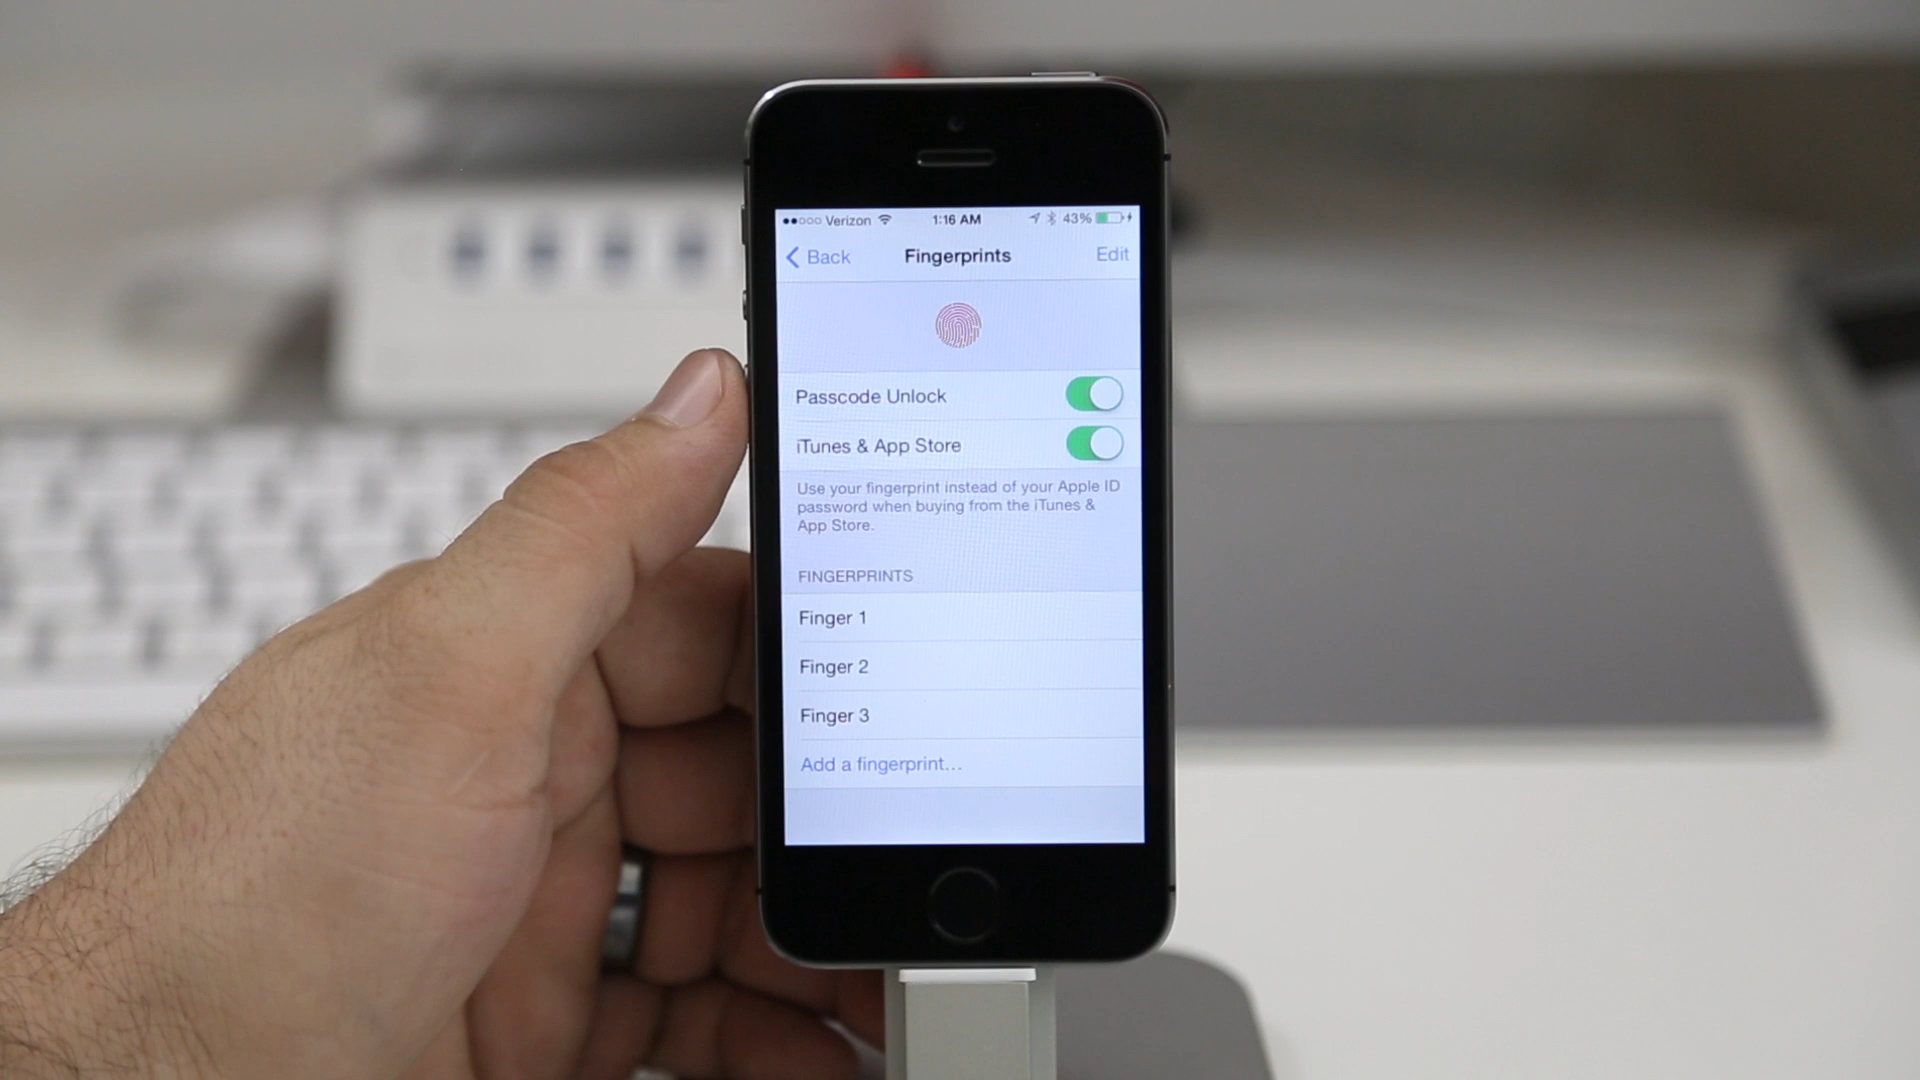 Verizon 1:16 AM 43%
Back Fingerprints Edit
Passcode Unlock
iTunes & App Store
Use your fingerprint instead of your Apple ID
password when buying from the iTunes &
App Store.
FINGERPRINTS
Finger 1
Finger 2
Finger 3
Add a fingerprint...